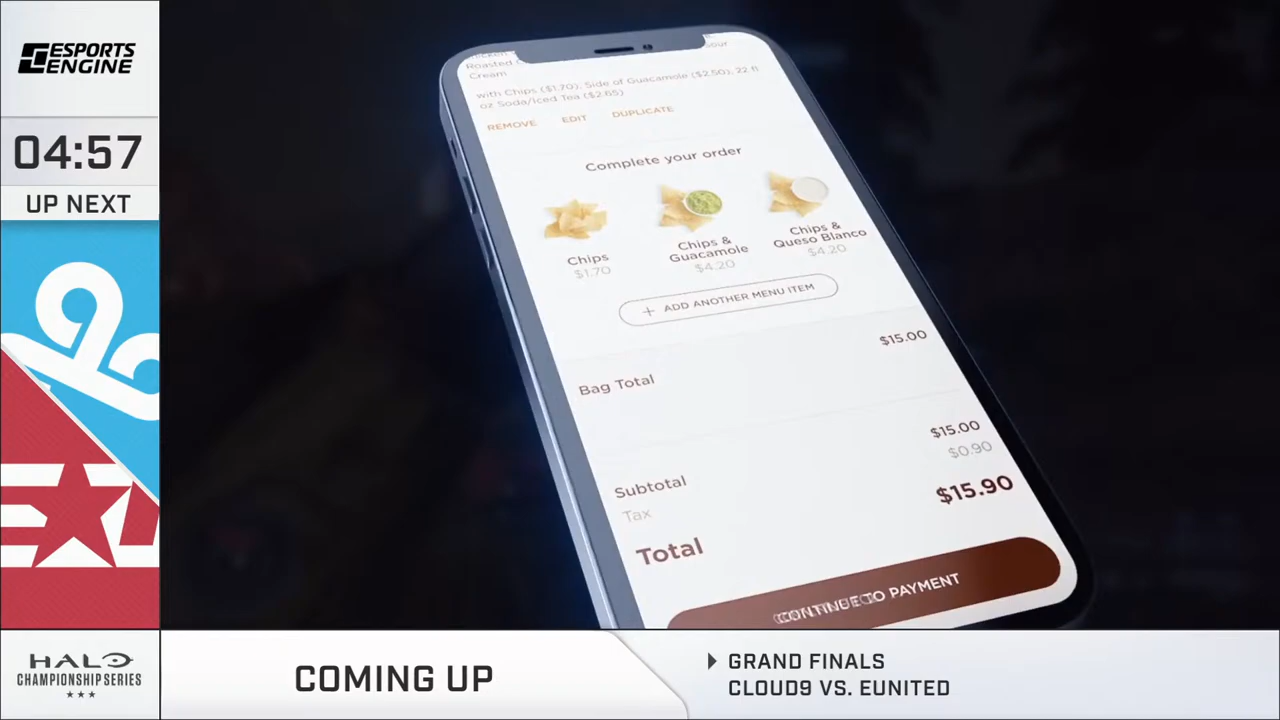 ESPORTS
ENGINE
04:57
UP NEXT
Roasted
Cream
with Chips ($1.70), Side of Guacamole ($2.50), 22 fl
oz Soda/Iced Tea ($2.65)
REMOVE EDIT DUPLICATE
Complete your order
Chips
$1.70
Chips &
Guacamole
$4.20
Chips &
Queso Blanco
$4.20
+ ADD ANOTHER MENU ITEM
Bag Total $15.00
Subtotal $15.00
Tax $0.90
Total $15.90
CONTINUE TO PAYMENT
HALO
CHAMPIONSHIP SERIES
COMING UP
GRAND FINALS
CLOUD9 VS. EUNITED